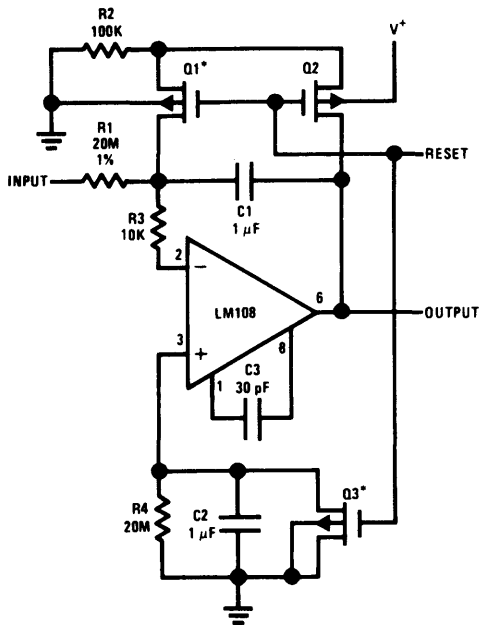 R2
100K
Q1*
Q2
V+
R1
20M
1%
RESET
INPUT
C1
1 μF
R3
10K
2
−
LM108
6
OUTPUT
3
+
8
1
C3
30 pF
R4
20M
C2
1 μF
Q3*